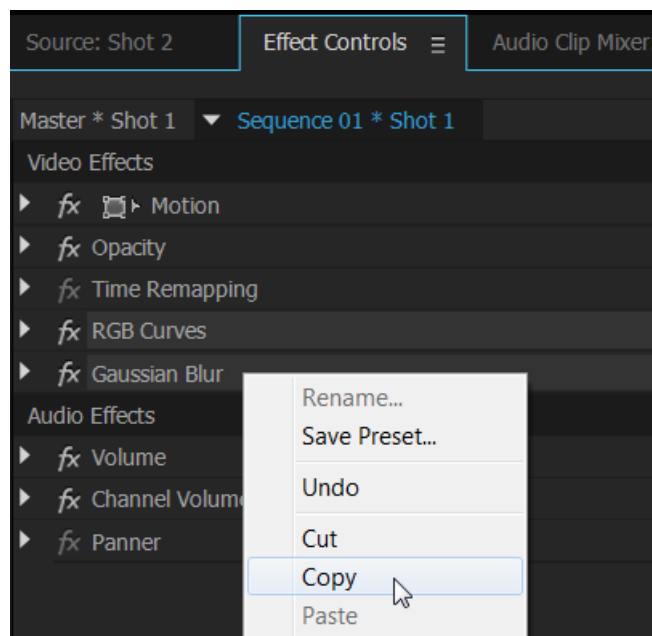 Source: Shot 2 Effect Controls Audio Clip Mixer
Master * Shot 1 Sequence 01 * Shot 1
Video Effects
fx Motion
fx Opacity
fx Time Remapping
fx RGB Curves
fx Gaussian Blur
Rename...
Audio Effects
Save Preset...
fx Volume
Undo
fx Channel Volume
Cut
fx Panner
Copy
Paste